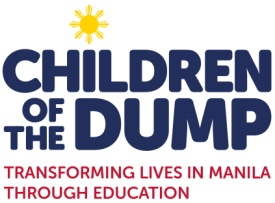 CHILDREN
OF THE DUMP
TRANSFORMING LIVES IN MANILA
THROUGH EDUCATION